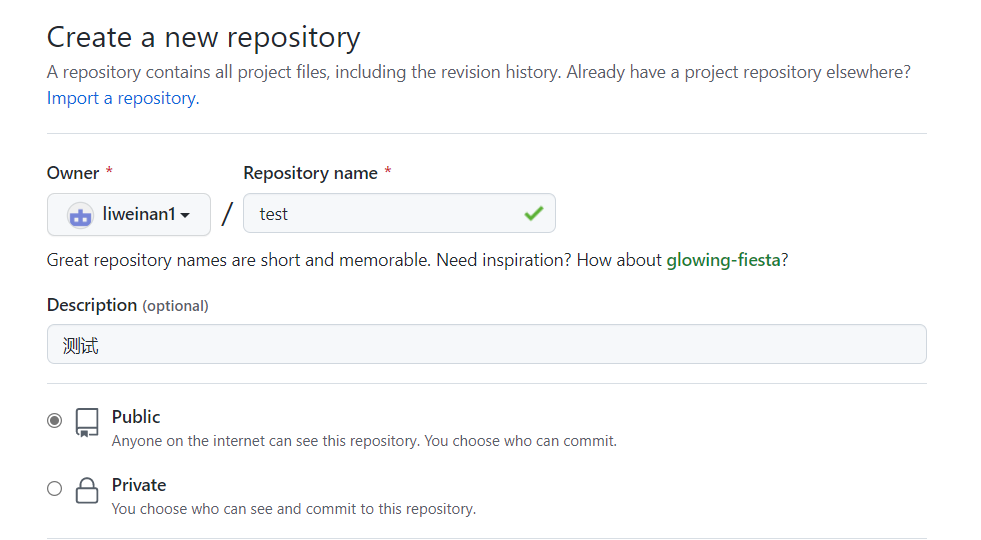 Create a new repository
A repository contains all project files, including the revision history. Already have a project repository elsewhere?
Import a repository.
Owner * Repository name *
liweinan1 / test
Great repository names are short and memorable. Need inspiration? How about glowing-fiesta?
Description (optional)
测试
Public
Anyone on the internet can see this repository. You choose who can commit.
Private
You choose who can see and commit to this repository.